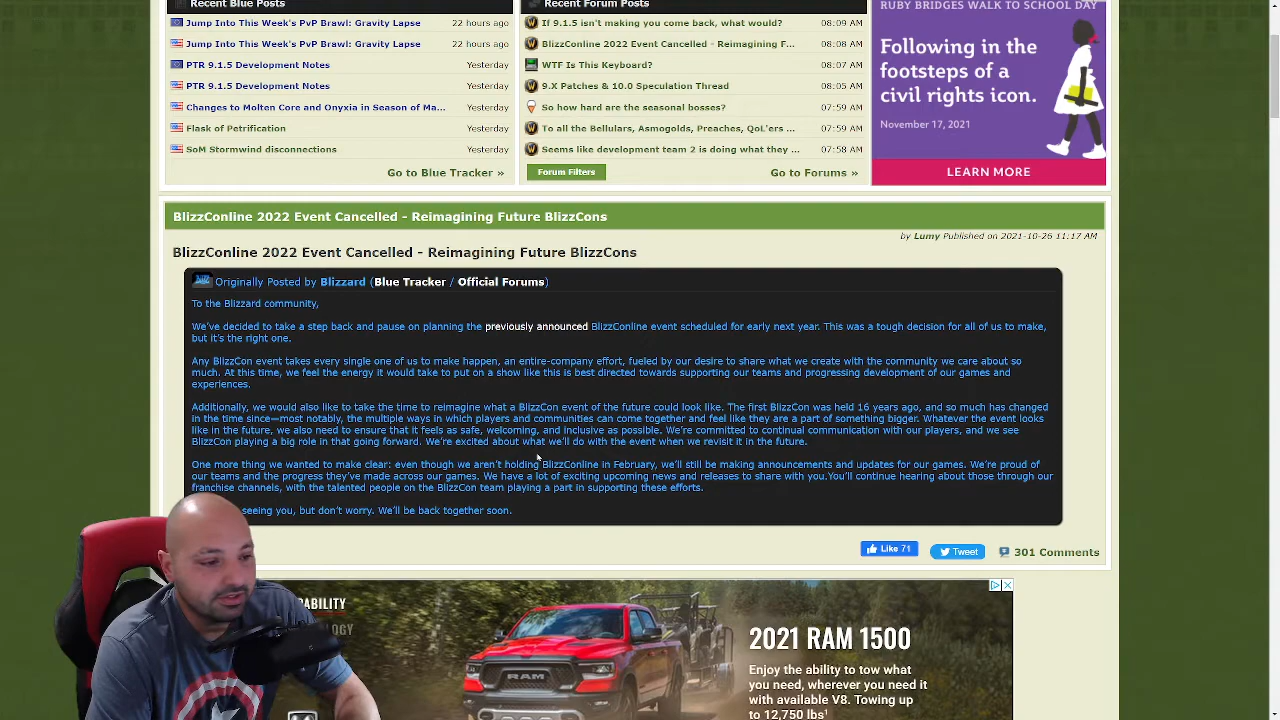 Recent Blue Posts
Jump Into This Week's PvP Brawl: Gravity Lapse 22 hours ago
Jump Into This Week's PvP Brawl: Gravity Lapse 22 hours ago
PTR 9.1.5 Development Notes Yesterday
PTR 9.1.5 Development Notes Yesterday
Changes to Molten Core and Onyxia in Season of Ma... Yesterday
Flask of Petrification Yesterday
SoM Stormwind disconnections Yesterday
Go to Blue Tracker »
Recent Forum Posts
If 9.1.5 isn't making you come back, what would? 08:09 AM
BlizzConline 2022 Event Cancelled - Reimagining F... 08:08 AM
WTF Is This Keyboard? 08:07 AM
9.X Patches & 10.0 Speculation Thread 08:05 AM
So how hard are the seasonal bosses? 07:59 AM
To all the Bellulars, Asmogolds, Preaches, QoL'ers ... 07:59 AM
Seems like development team 2 is doing what they ... 07:58 AM
Forum Filters Go to Forums »
RUBY BRIDGES WALK TO SCHOOL DAY
Following in the
footsteps of a
civil rights icon.
November 17, 2021
LEARN MORE
BlizzConline 2022 Event Cancelled - Reimagining Future BlizzCons
by Lumy Published on 2021-10-26 11:17 AM
BlizzConline 2022 Event Cancelled - Reimagining Future BlizzCons
Originally Posted by Blizzard (Blue Tracker / Official Forums)
To the Blizzard community,
We've decided to take a step back and pause on planning the previously announced BlizzConline event scheduled for early next year. This was a tough decision for all of us to make,
but it's the right one.
Any BlizzCon event takes every single one of us to make happen, an entire-company effort, fueled by our desire to share what we create with the community we care about so
much. At this time, we feel the energy it would take to put on a show like this is best directed towards supporting our teams and progressing development of our games and
experiences.
Additionally, we would also like to take the time to reimagine what a BlizzCon event of the future could look like. The first BlizzCon was held 16 years ago, and so much has changed
in the time since—most notably, the multiple ways in which players and communities can come together and feel like they are a part of something bigger. Whatever the event looks
like in the future, we also need to ensure that it feels as safe, welcoming, and inclusive as possible. We're committed to continual communication with our players, and we see
BlizzCon playing a big role in that going forward. We're excited about what we'll do with the event when we revisit it in the future.
One more thing we wanted to make clear: even though we aren't holding BlizzConline in February, we'll still be making announcements and updates for our games. We're proud of
our teams and the progress they've made across our games. We have a lot of exciting upcoming news and releases to share with you.You'll continue hearing about those through our
franchise channels, with the talented people on the BlizzCon team playing a part in supporting these efforts.
seeing you, but don't worry. We'll be back together soon.
Like 71 Tweet 301 Comments
2021 RAM 1500
Enjoy the ability to tow what
you need, wherever you need it
with available V8. Towing up
to 12,750 lbs¹
RAM